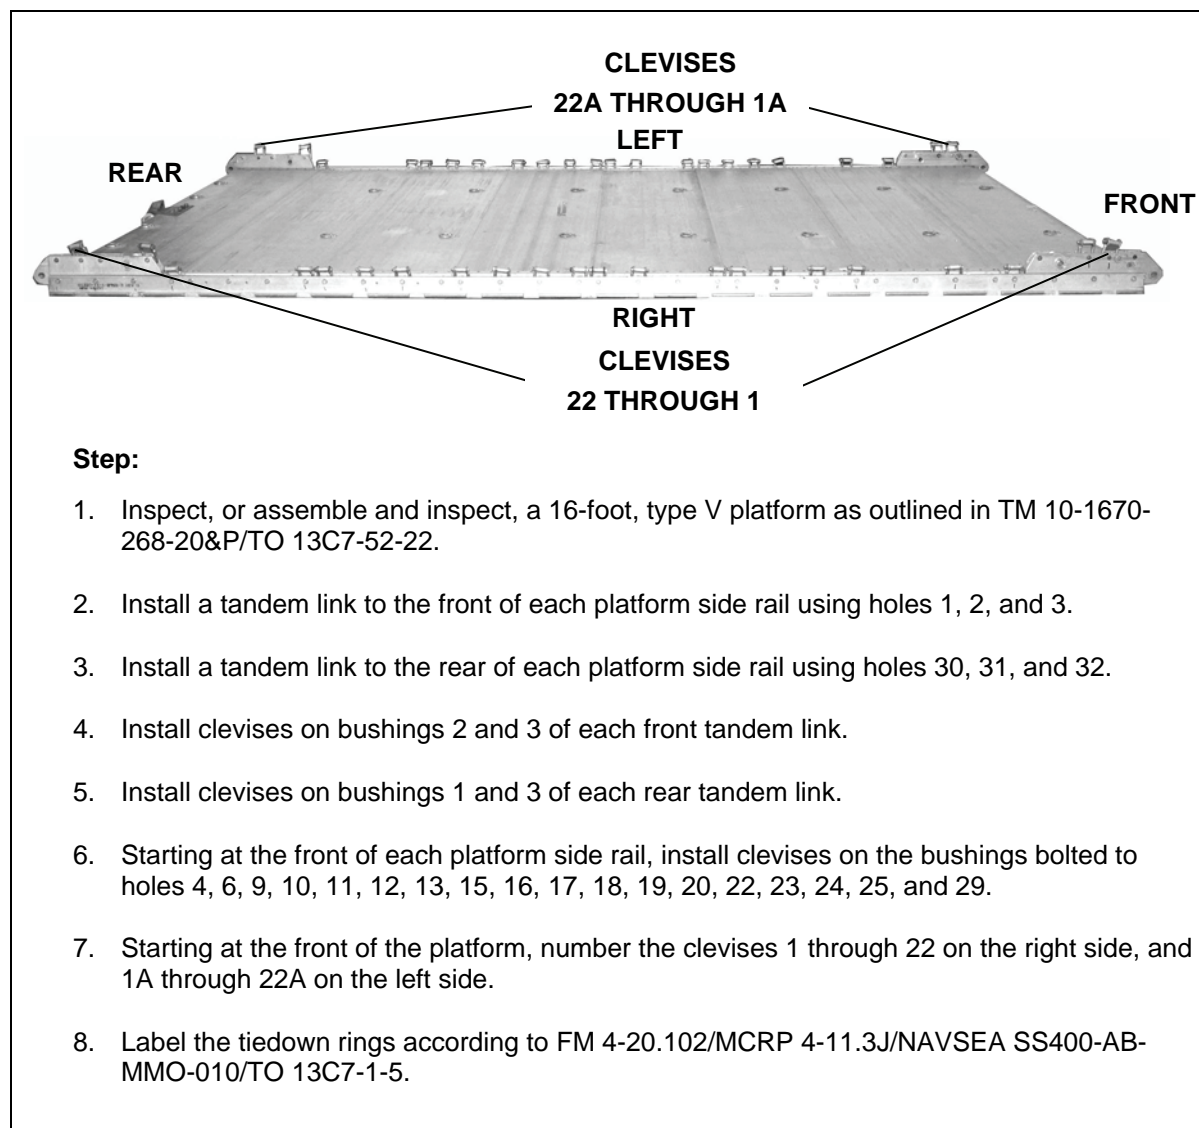 CLEVISES
22A THROUGH 1A
LEFT
REAR
FRONT
RIGHT
CLEVISES
22 THROUGH 1
Step:
1. Inspect, or assemble and inspect, a 16-foot, type V platform as outlined in TM 10-1670-
268-20&P/TO 13C7-52-22.
2. Install a tandem link to the front of each platform side rail using holes 1, 2, and 3.
3. Install a tandem link to the rear of each platform side rail using holes 30, 31, and 32.
4. Install clevises on bushings 2 and 3 of each front tandem link.
5. Install clevises on bushings 1 and 3 of each rear tandem link.
6. Starting at the front of each platform side rail, install clevises on the bushings bolted to
holes 4, 6, 9, 10, 11, 12, 13, 15, 16, 17, 18, 19, 20, 22, 23, 24, 25, and 29.
7. Starting at the front of the platform, number the clevises 1 through 22 on the right side, and
1A through 22A on the left side.
8. Label the tiedown rings according to FM 4-20.102/MCRP 4-11.3J/NAVSEA SS400-AB-
MMO-010/TO 13C7-1-5.